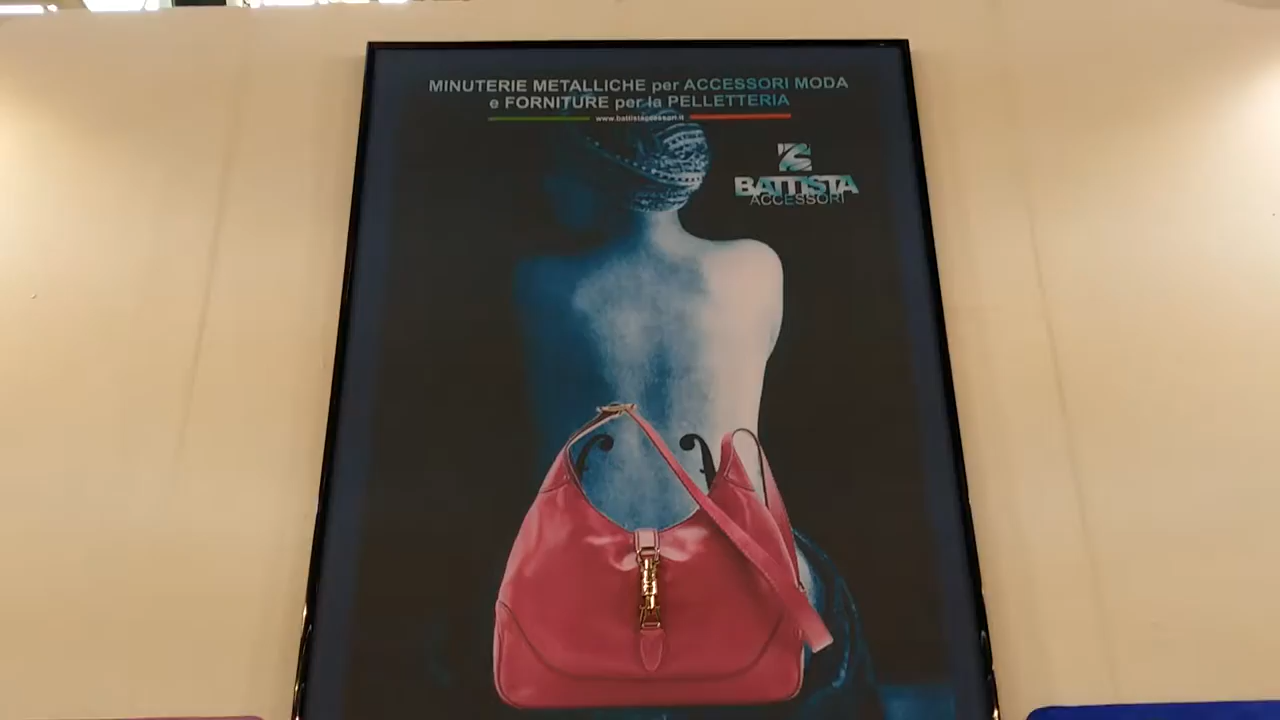 MINUTERIE METALLICHE per ACCESSORI MODA
e FORNITURE per la PELLETTERIA
BATTISTA
ACCESSORI